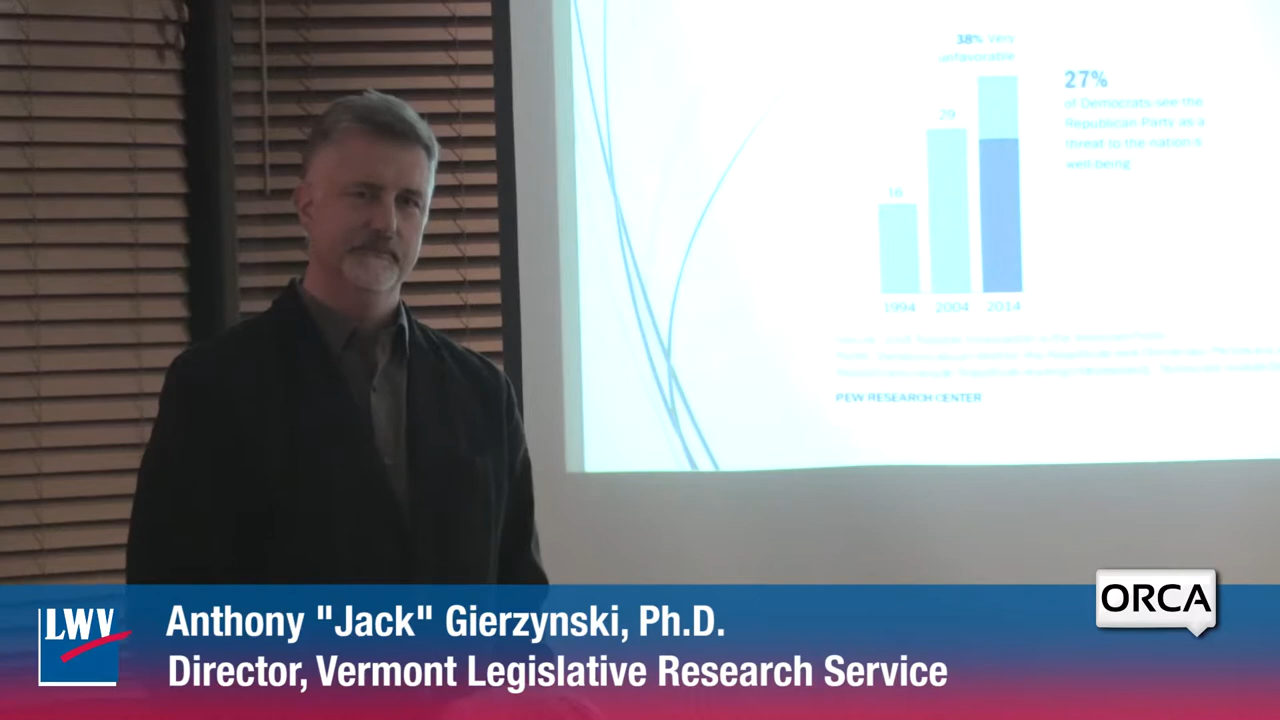 38% Very
unfavorable
29
16
1994 2004 2014
27%
of Democrats see the
Republican Party as a
threat to the nation's
well-being
PEW RESEARCH CENTER
LWV
Anthony "Jack" Gierzynski, Ph.D.
Director, Vermont Legislative Research Service
ORCA